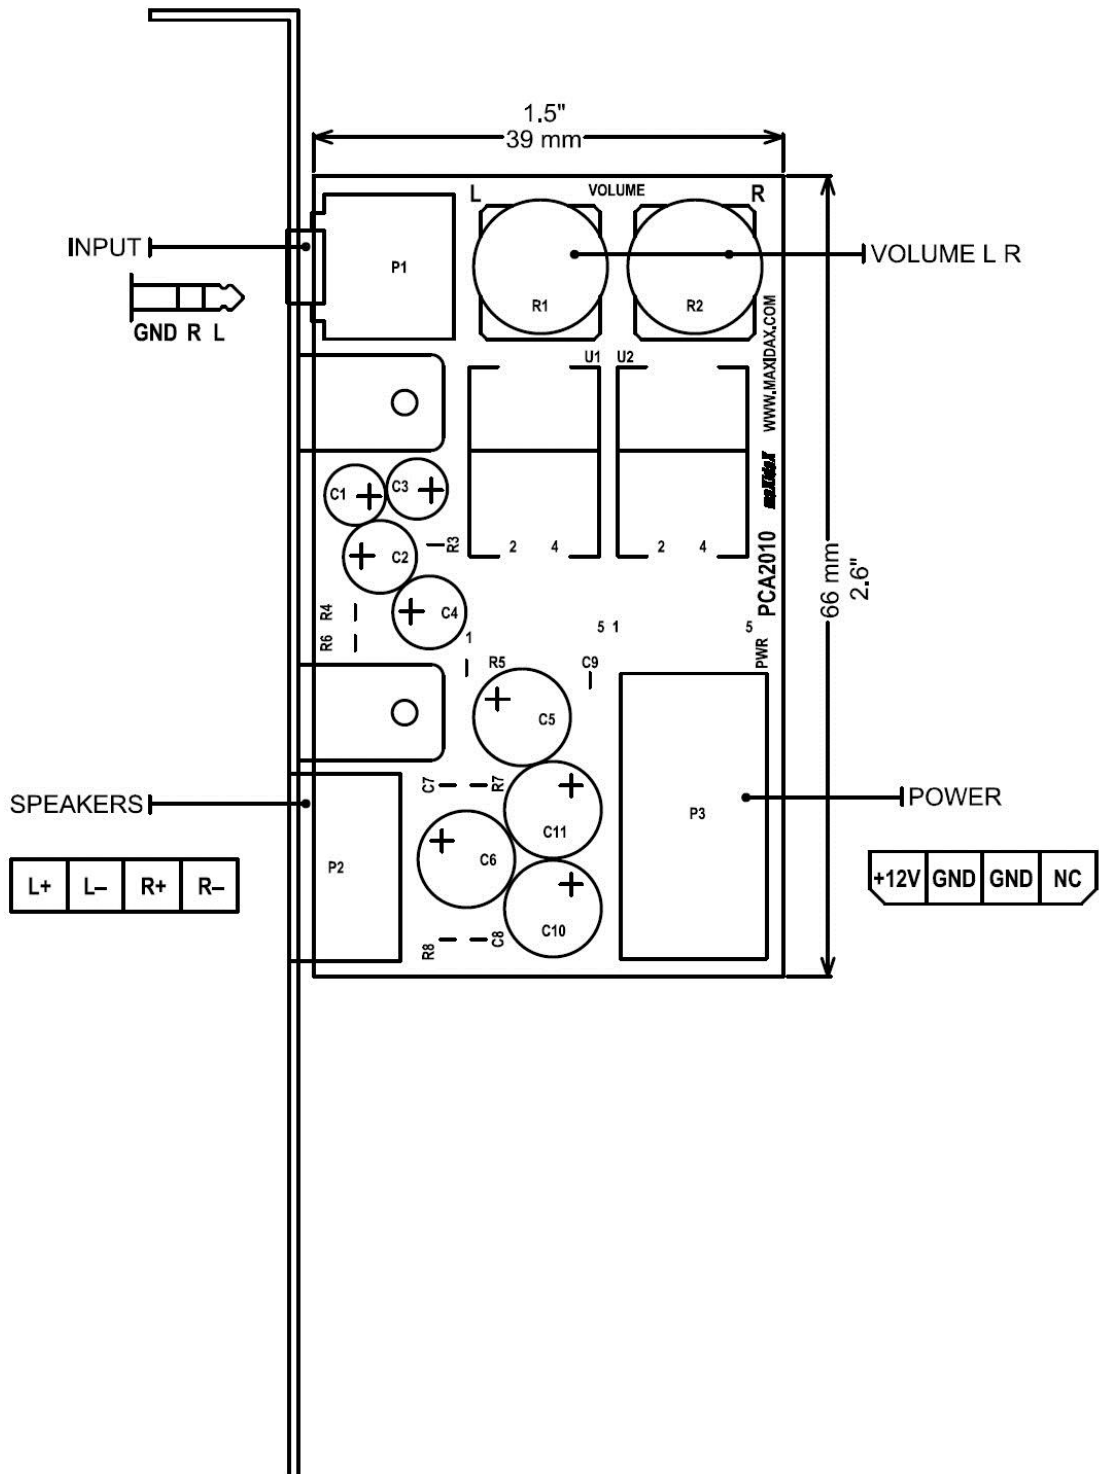 1.5"
39 mm
L VOLUME R
INPUT
P1
VOLUME L R
R1
R2
GND R L
WWW.MAXIDAX.COM
U1 U2
maXidaX
C1
C3
2 4
2 4
R3
C2
PCA2010
66 mm
2.6"
R4
C4
R6
1
5 1
5
PWR
R5
C9
C5
C7
R7
SPEAKERS
POWER
P3
C11
C6
P2
L+ L– R+ R–
+12V GND GND NC
C10
R8
C8